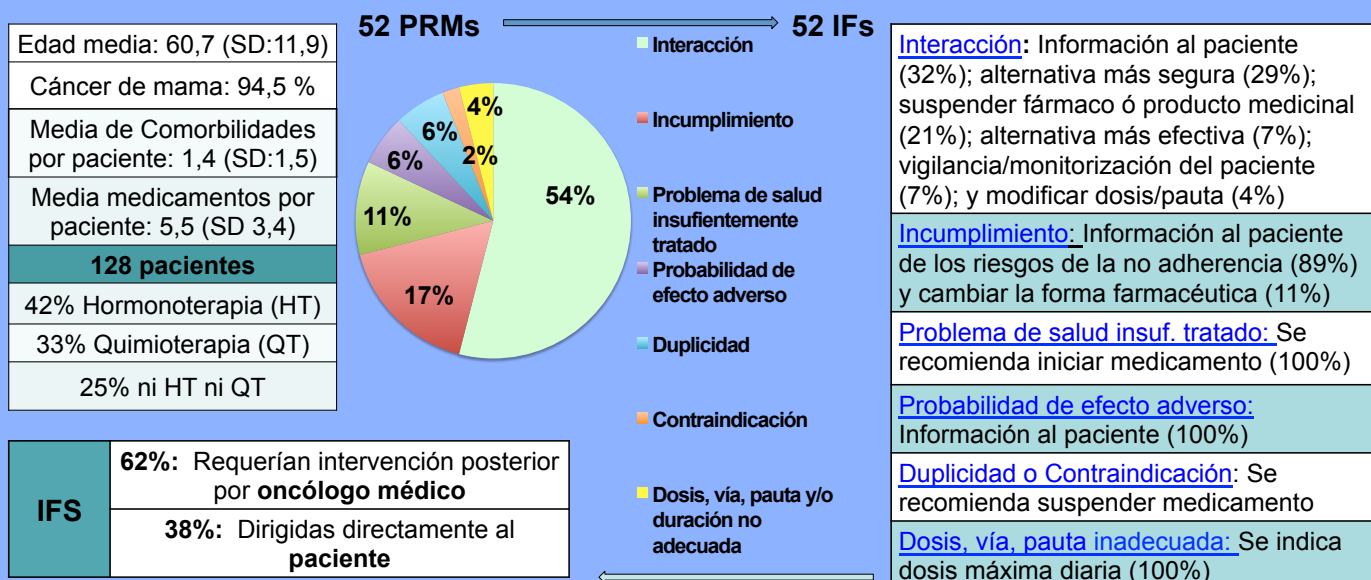 52 PRMs
52 IFs
Edad media: 60,7 (SD:11,9)
Cáncer de mama: 94,5 %
Media de Comorbilidades
por paciente: 1,4 (SD:1,5)
Media medicamentos por
paciente: 5,5 (SD 3,4)
128 pacientes
42% Hormonoterapia (HT)
33% Quimioterapia (QT)
25% ni HT ni QT
54%
17%
11%
6%
6%
2%
4%
Interacción
Incumplimiento
Problema de salud
insufientemente
tratado
Probabilidad de
efecto adverso
Duplicidad
Contraindicación
Dosis, vía, pauta y/o
duración no
adecuada
Interacción: Información al paciente
(32%); alternativa más segura (29%);
suspender fármaco ó producto medicinal
(21%); alternativa más efectiva (7%);
vigilancia/monitorización del paciente
(7%); y modificar dosis/pauta (4%)
Incumplimiento: Información al paciente
de los riesgos de la no adherencia (89%)
y cambiar la forma farmacéutica (11%)
Problema de salud insuf. tratado: Se
recomienda iniciar medicamento (100%)
Probabilidad de efecto adverso:
Información al paciente (100%)
Duplicidad o Contraindicación: Se
recomienda suspender medicamento
Dosis, vía, pauta inadecuada: Se indica
dosis máxima diaria (100%)
IFS
62%: Requerían intervención posterior
por oncólogo médico
38%: Dirigidas directamente al
paciente